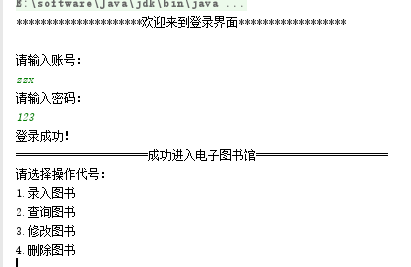 E:\software\java\jdk\bin\java ...
*********************欢迎来到登录界面******************
请输入账号：
zzx
请输入密码：
123
登录成功！
══════════════════成功进入电子图书馆══════════════════
请选择操作代号：
1.录入图书
2.查询图书
3.修改图书
4.删除图书